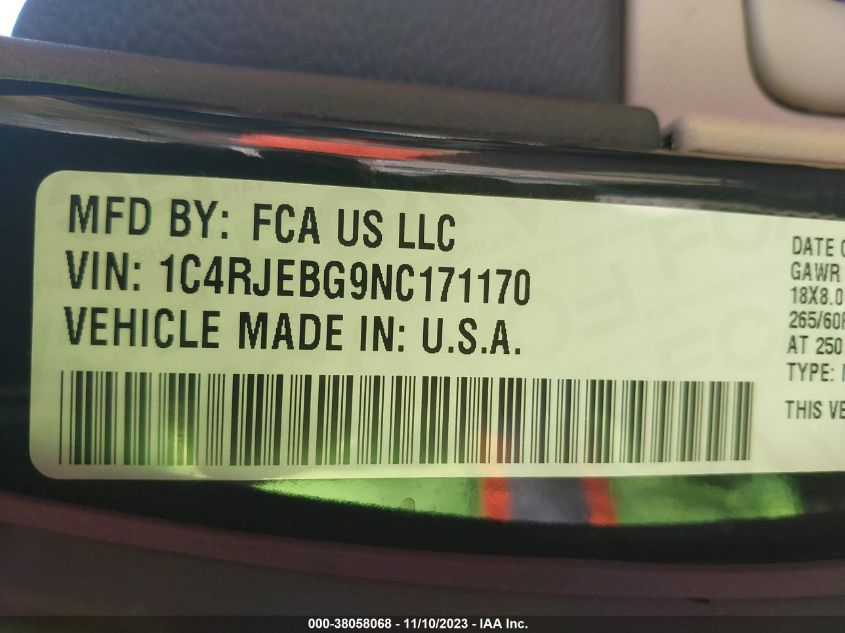 MFD BY: FCA US LLC
VIN: 1C4RJEBG9NC171170
VEHICLE MADE IN: U.S.A.
DATE O
GAWR
18X8.0
265/60R
AT 250
TYPE: M
THIS VE
000-38058068 - 11/10/2023 - IAA Inc.